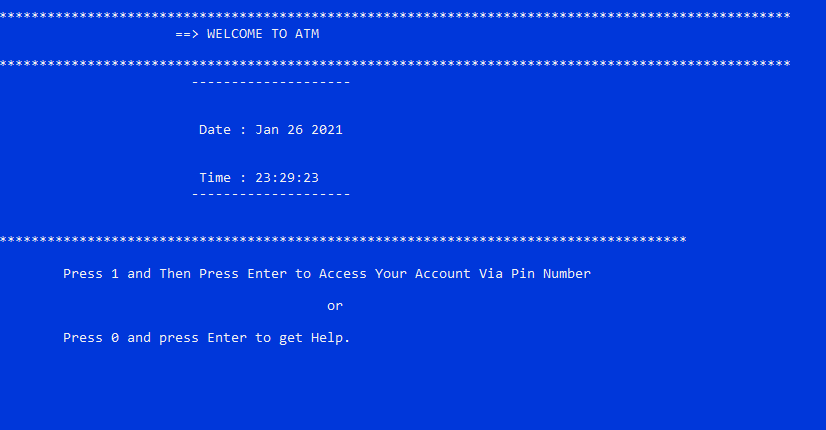 ***************************************************************************************************
==> WELCOME TO ATM
***************************************************************************************************
--------------------
Date : Jan 26 2021
Time : 23:29:23
--------------------
**************************************************************************************
Press 1 and Then Press Enter to Access Your Account Via Pin Number
or
Press 0 and press Enter to get Help.